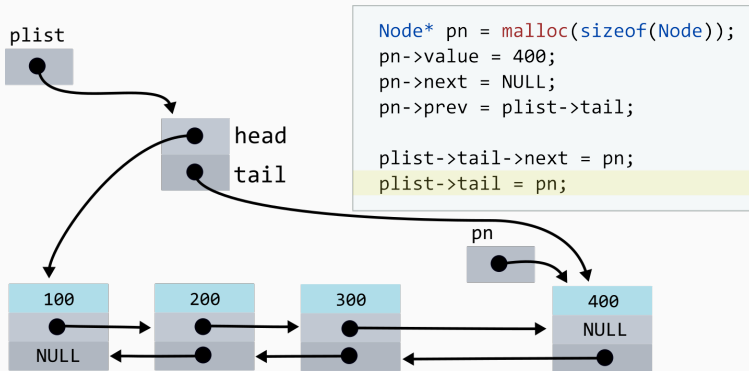 plist
Node* pn = malloc(sizeof(Node));
pn->value = 400;
pn->next = NULL;
pn->prev = plist->tail;
plist->tail->next = pn;
plist->tail = pn;
head
tail
pn
100 200 300 400
NULL
NULL